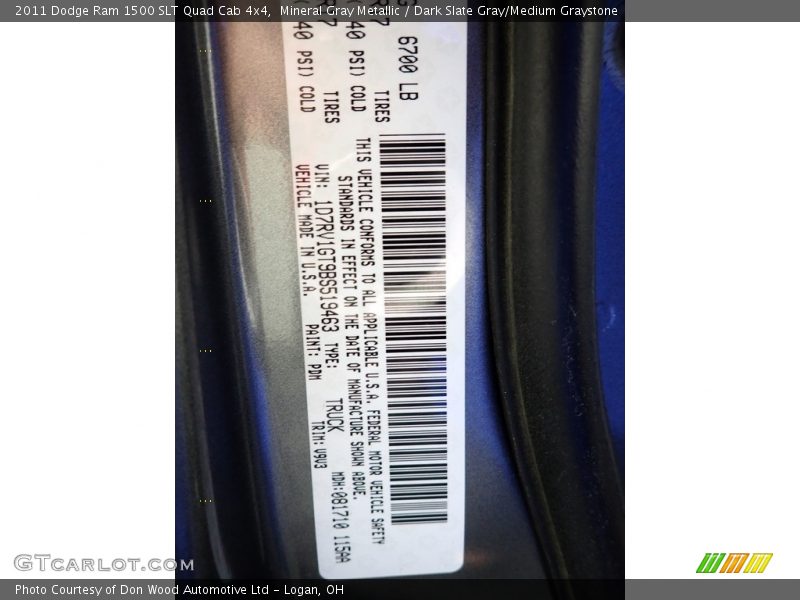 2011 Dodge Ram 1500 SLT Quad Cab 4x4,  Mineral Gray Metallic / Dark Slate Gray/Medium Graystone
6700 LB
TIRES
40 PSI) COLD
TIRES
40 PSI) COLD
THIS VEHICLE CONFORMS TO ALL APPLICABLE U.S.A. FEDERAL MOTOR VEHICLE SAFETY
STANDARDS IN EFFECT ON THE DATE OF MANUFACTURE SHOWN ABOVE.
VIN: 1D7RV1GT9BS519463 TYPE: TRUCK MDH:081710 115AA
VEHICLE MADE IN U.S.A. PAINT: PDM TRIM: V9V3
GTCarLot.com
Photo Courtesy of Don Wood Automotive Ltd - Logan, OH